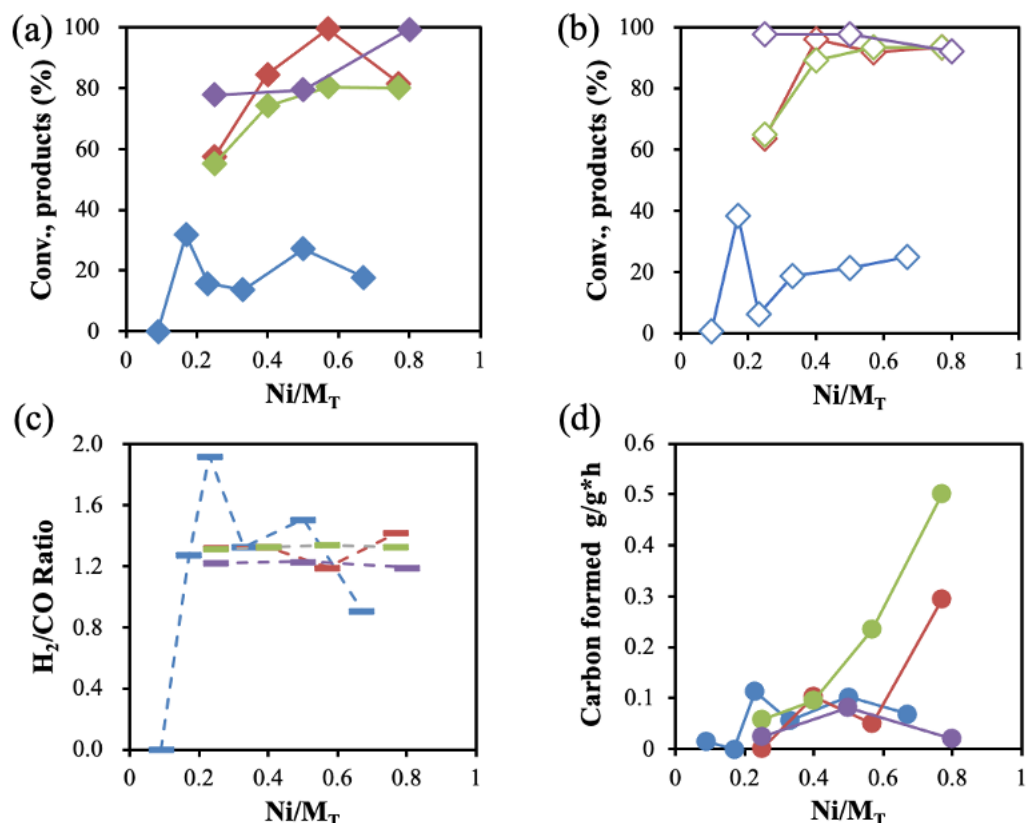 (a)
Conv., products (%)
100
80
60
40
20
0
0 0.2 0.4 0.6 0.8 1
Ni/M_T
(b)
Conv., products (%)
100
80
60
40
20
0
0 0.2 0.4 0.6 0.8 1
Ni/M_T
(c)
H₂/CO Ratio
2.0
1.6
1.2
0.8
0.4
0.0
0 0.2 0.4 0.6 0.8 1
Ni/M_T
(d)
Carbon formed g/g*h
0.6
0.5
0.4
0.3
0.2
0.1
0
0 0.2 0.4 0.6 0.8 1
Ni/M_T